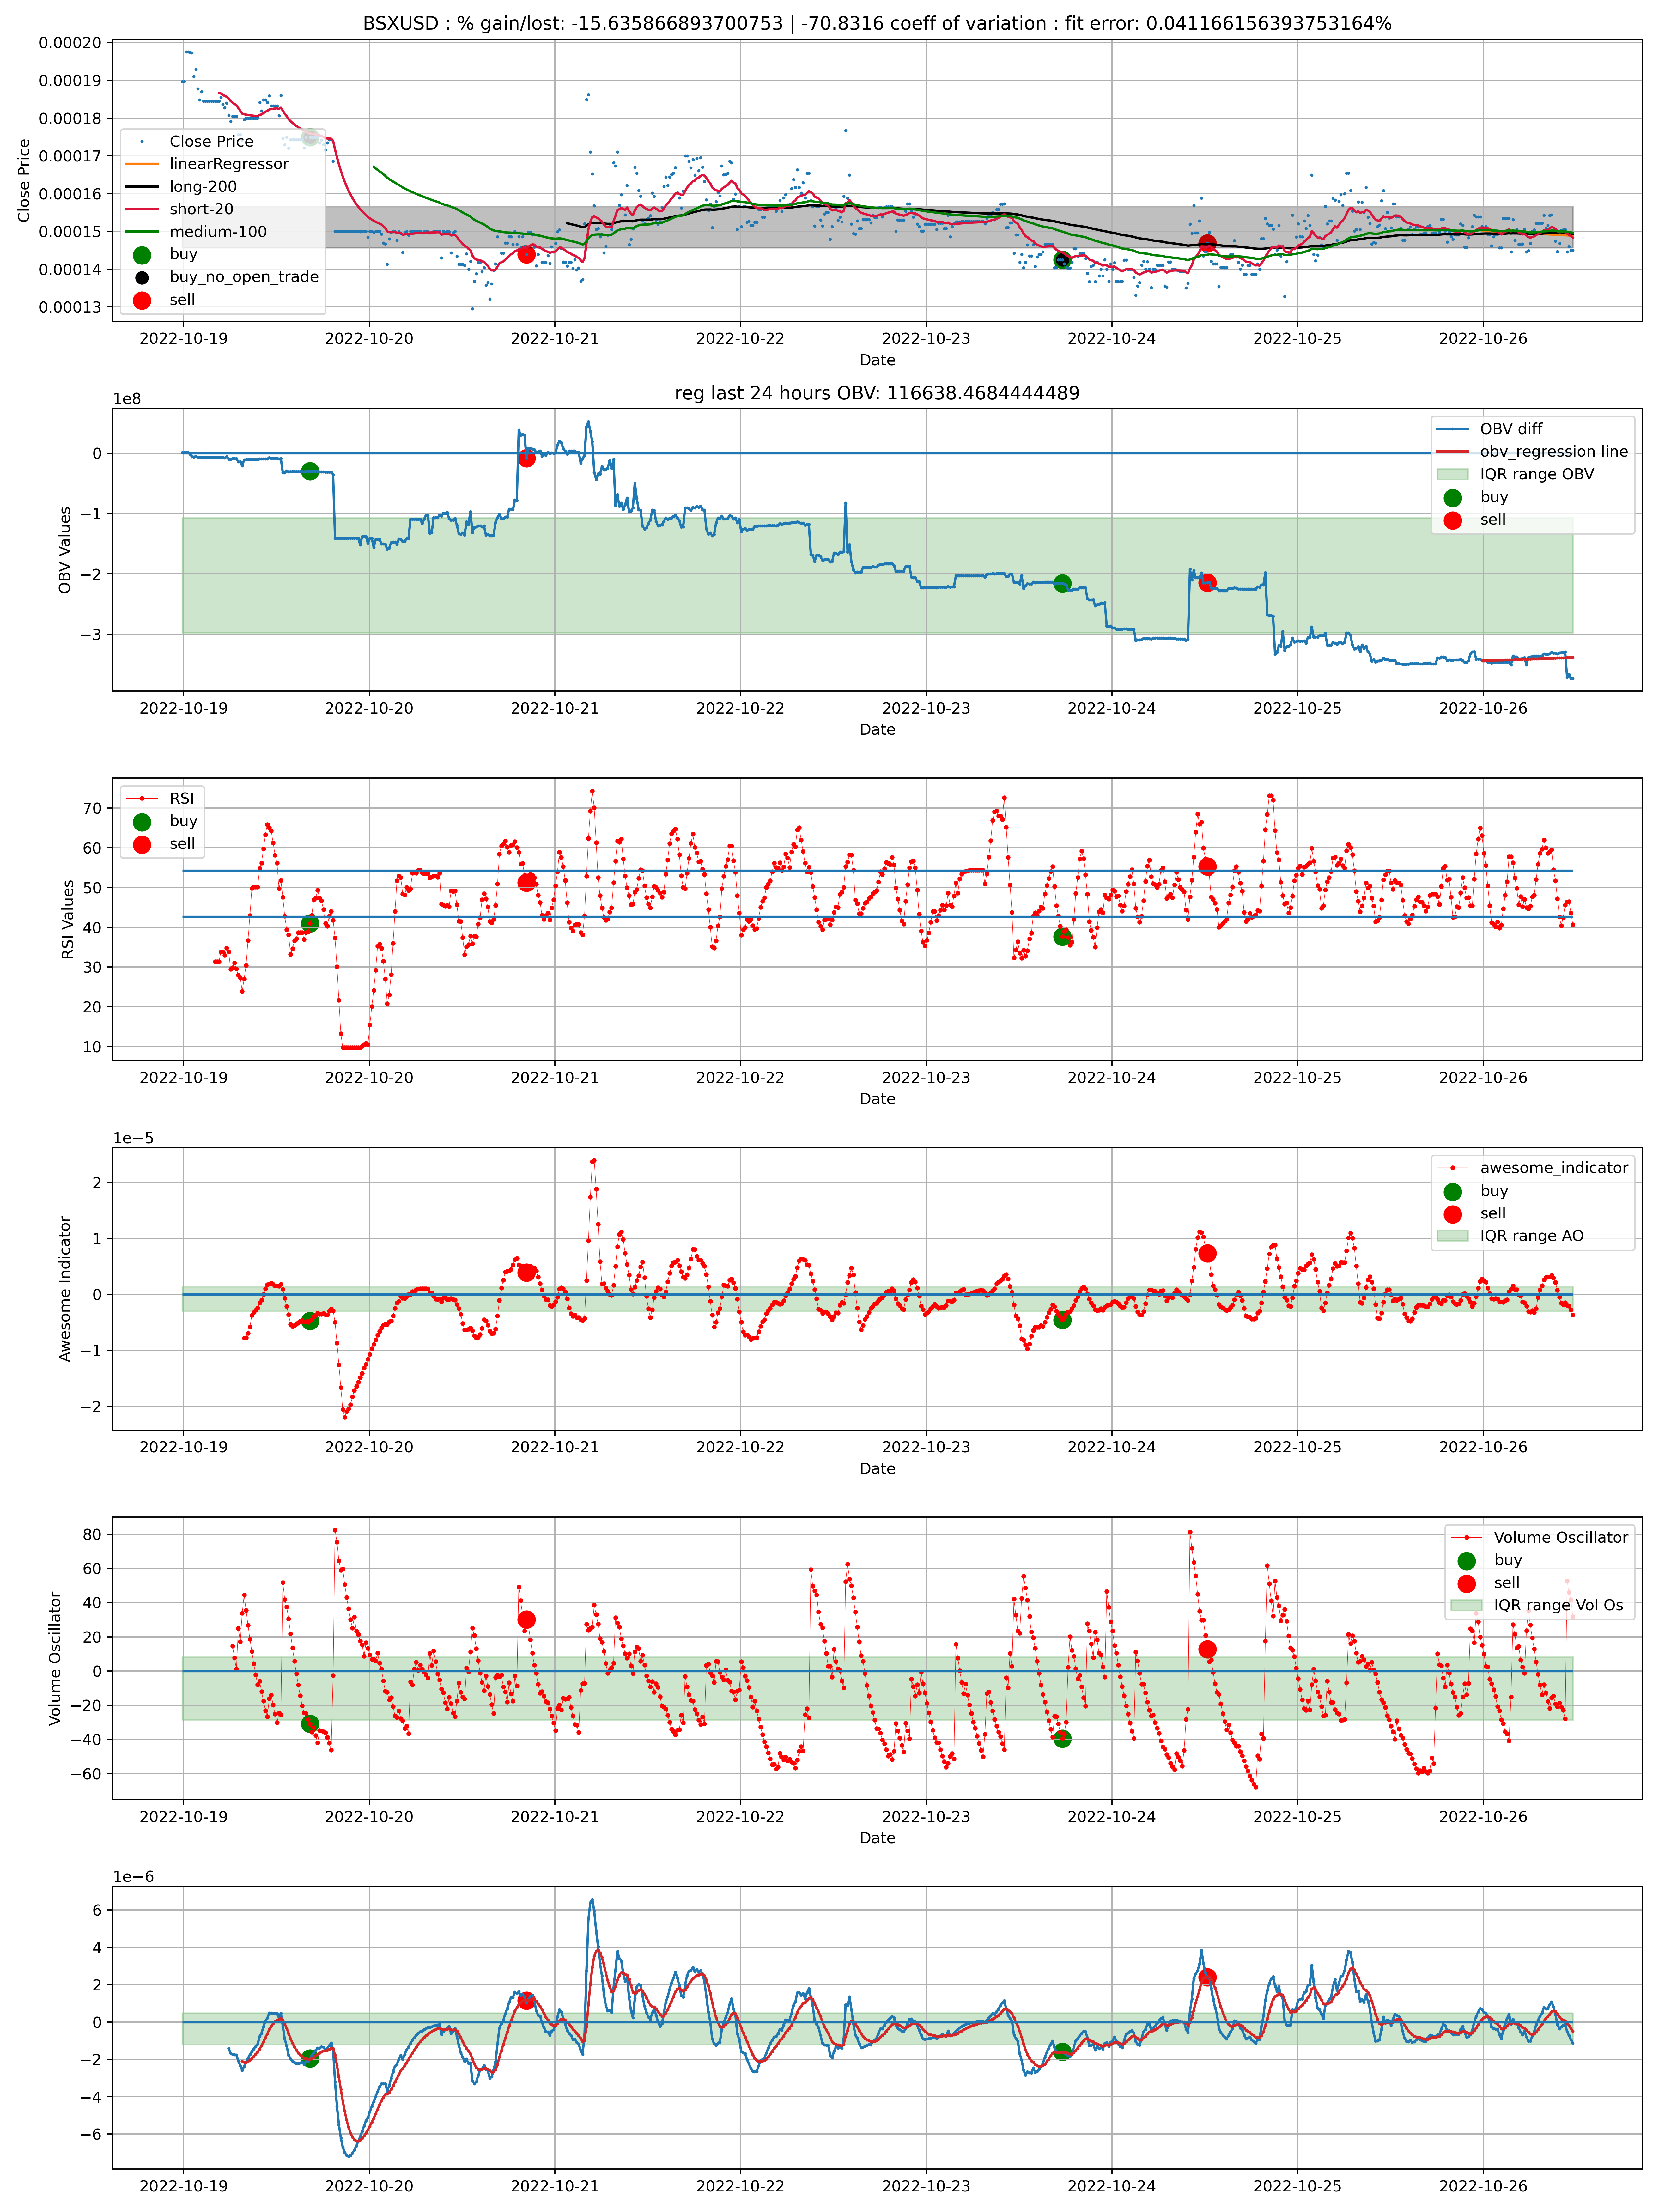 BSXUSD : % gain/lost: -15.635866893700753 | -70.8316 coeff of variation : fit error: 0.041166156393753164%
0.00020
0.00019
0.00018
0.00017
0.00016
0.00015
0.00014
0.00013
Close Price
Close Price
linearRegressor
long-200
short-20
medium-100
buy
buy_no_open_trade
sell
2022-10-19 2022-10-20 2022-10-21 2022-10-22 2022-10-23 2022-10-24 2022-10-25 2022-10-26
Date
1e8
reg last 24 hours OBV: 116638.4684444489
0
−1
−2
−3
OBV Values
OBV diff
obv_regression line
IQR range OBV
buy
sell
2022-10-19 2022-10-20 2022-10-21 2022-10-22 2022-10-23 2022-10-24 2022-10-25 2022-10-26
Date
70
60
50
40
30
20
10
RSI Values
RSI
buy
sell
2022-10-19 2022-10-20 2022-10-21 2022-10-22 2022-10-23 2022-10-24 2022-10-25 2022-10-26
Date
1e−5
2
1
0
−1
−2
Awesome Indicator
awesome_indicator
buy
sell
IQR range AO
2022-10-19 2022-10-20 2022-10-21 2022-10-22 2022-10-23 2022-10-24 2022-10-25 2022-10-26
Date
80
60
40
20
0
−20
−40
−60
Volume Oscillator
Volume Oscillator
buy
sell
IQR range Vol Os
2022-10-19 2022-10-20 2022-10-21 2022-10-22 2022-10-23 2022-10-24 2022-10-25 2022-10-26
Date
1e−6
6
4
2
0
−2
−4
−6
2022-10-19 2022-10-20 2022-10-21 2022-10-22 2022-10-23 2022-10-24 2022-10-25 2022-10-26